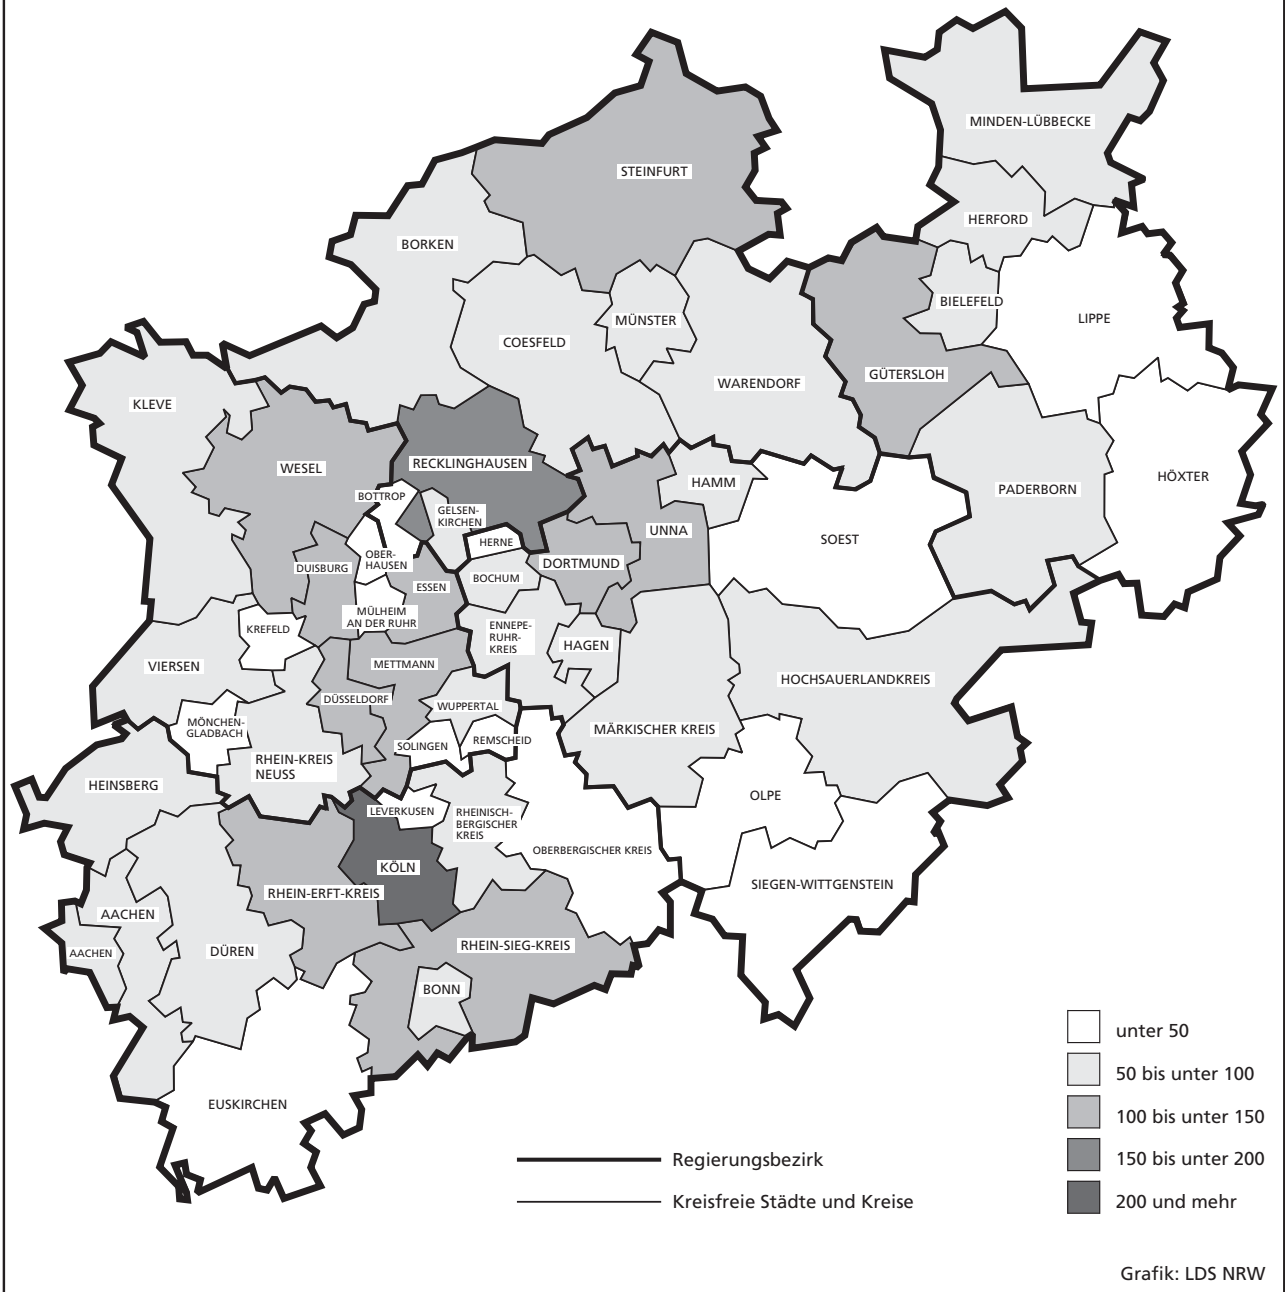 MINDEN-LÜBBECKE
STEINFURT
HERFORD
BORKEN
BIELEFELD
MÜNSTER
LIPPE
COESFELD
GÜTERSLOH
WARENDORF
KLEVE
RECKLINGHAUSEN
WESEL
HÖXTER
HAMM
PADERBORN
BOTTROP
GELSEN-
KIRCHEN
UNNA
SOEST
HERNE
OBER-
HAUSEN
DORTMUND
DUISBURG
BOCHUM
ESSEN
MÜLHEIM
AN DER RUHR
KREFELD
ENNEPE-
RUHR-
KREIS
HAGEN
VIERSEN
METTMANN
HOCHSAUERLANDKREIS
DÜSSELDORF
WUPPERTAL
MÖNCHEN-
GLADBACH
MÄRKISCHER KREIS
SOLINGEN
REMSCHEID
RHEIN-KREIS
NEUSS
HEINSBERG
OLPE
LEVERKUSEN
RHEINISCH-
BERGISCHER
KREIS
OBERBERGISCHER KREIS
KÖLN
SIEGEN-WITTGENSTEIN
RHEIN-ERFT-KREIS
AACHEN
RHEIN-SIEG-KREIS
DÜREN
AACHEN
BONN
EUSKIRCHEN
unter 50
50 bis unter 100
100 bis unter 150
150 bis unter 200
200 und mehr
Regierungsbezirk
Kreisfreie Städte und Kreise
Grafik: LDS NRW